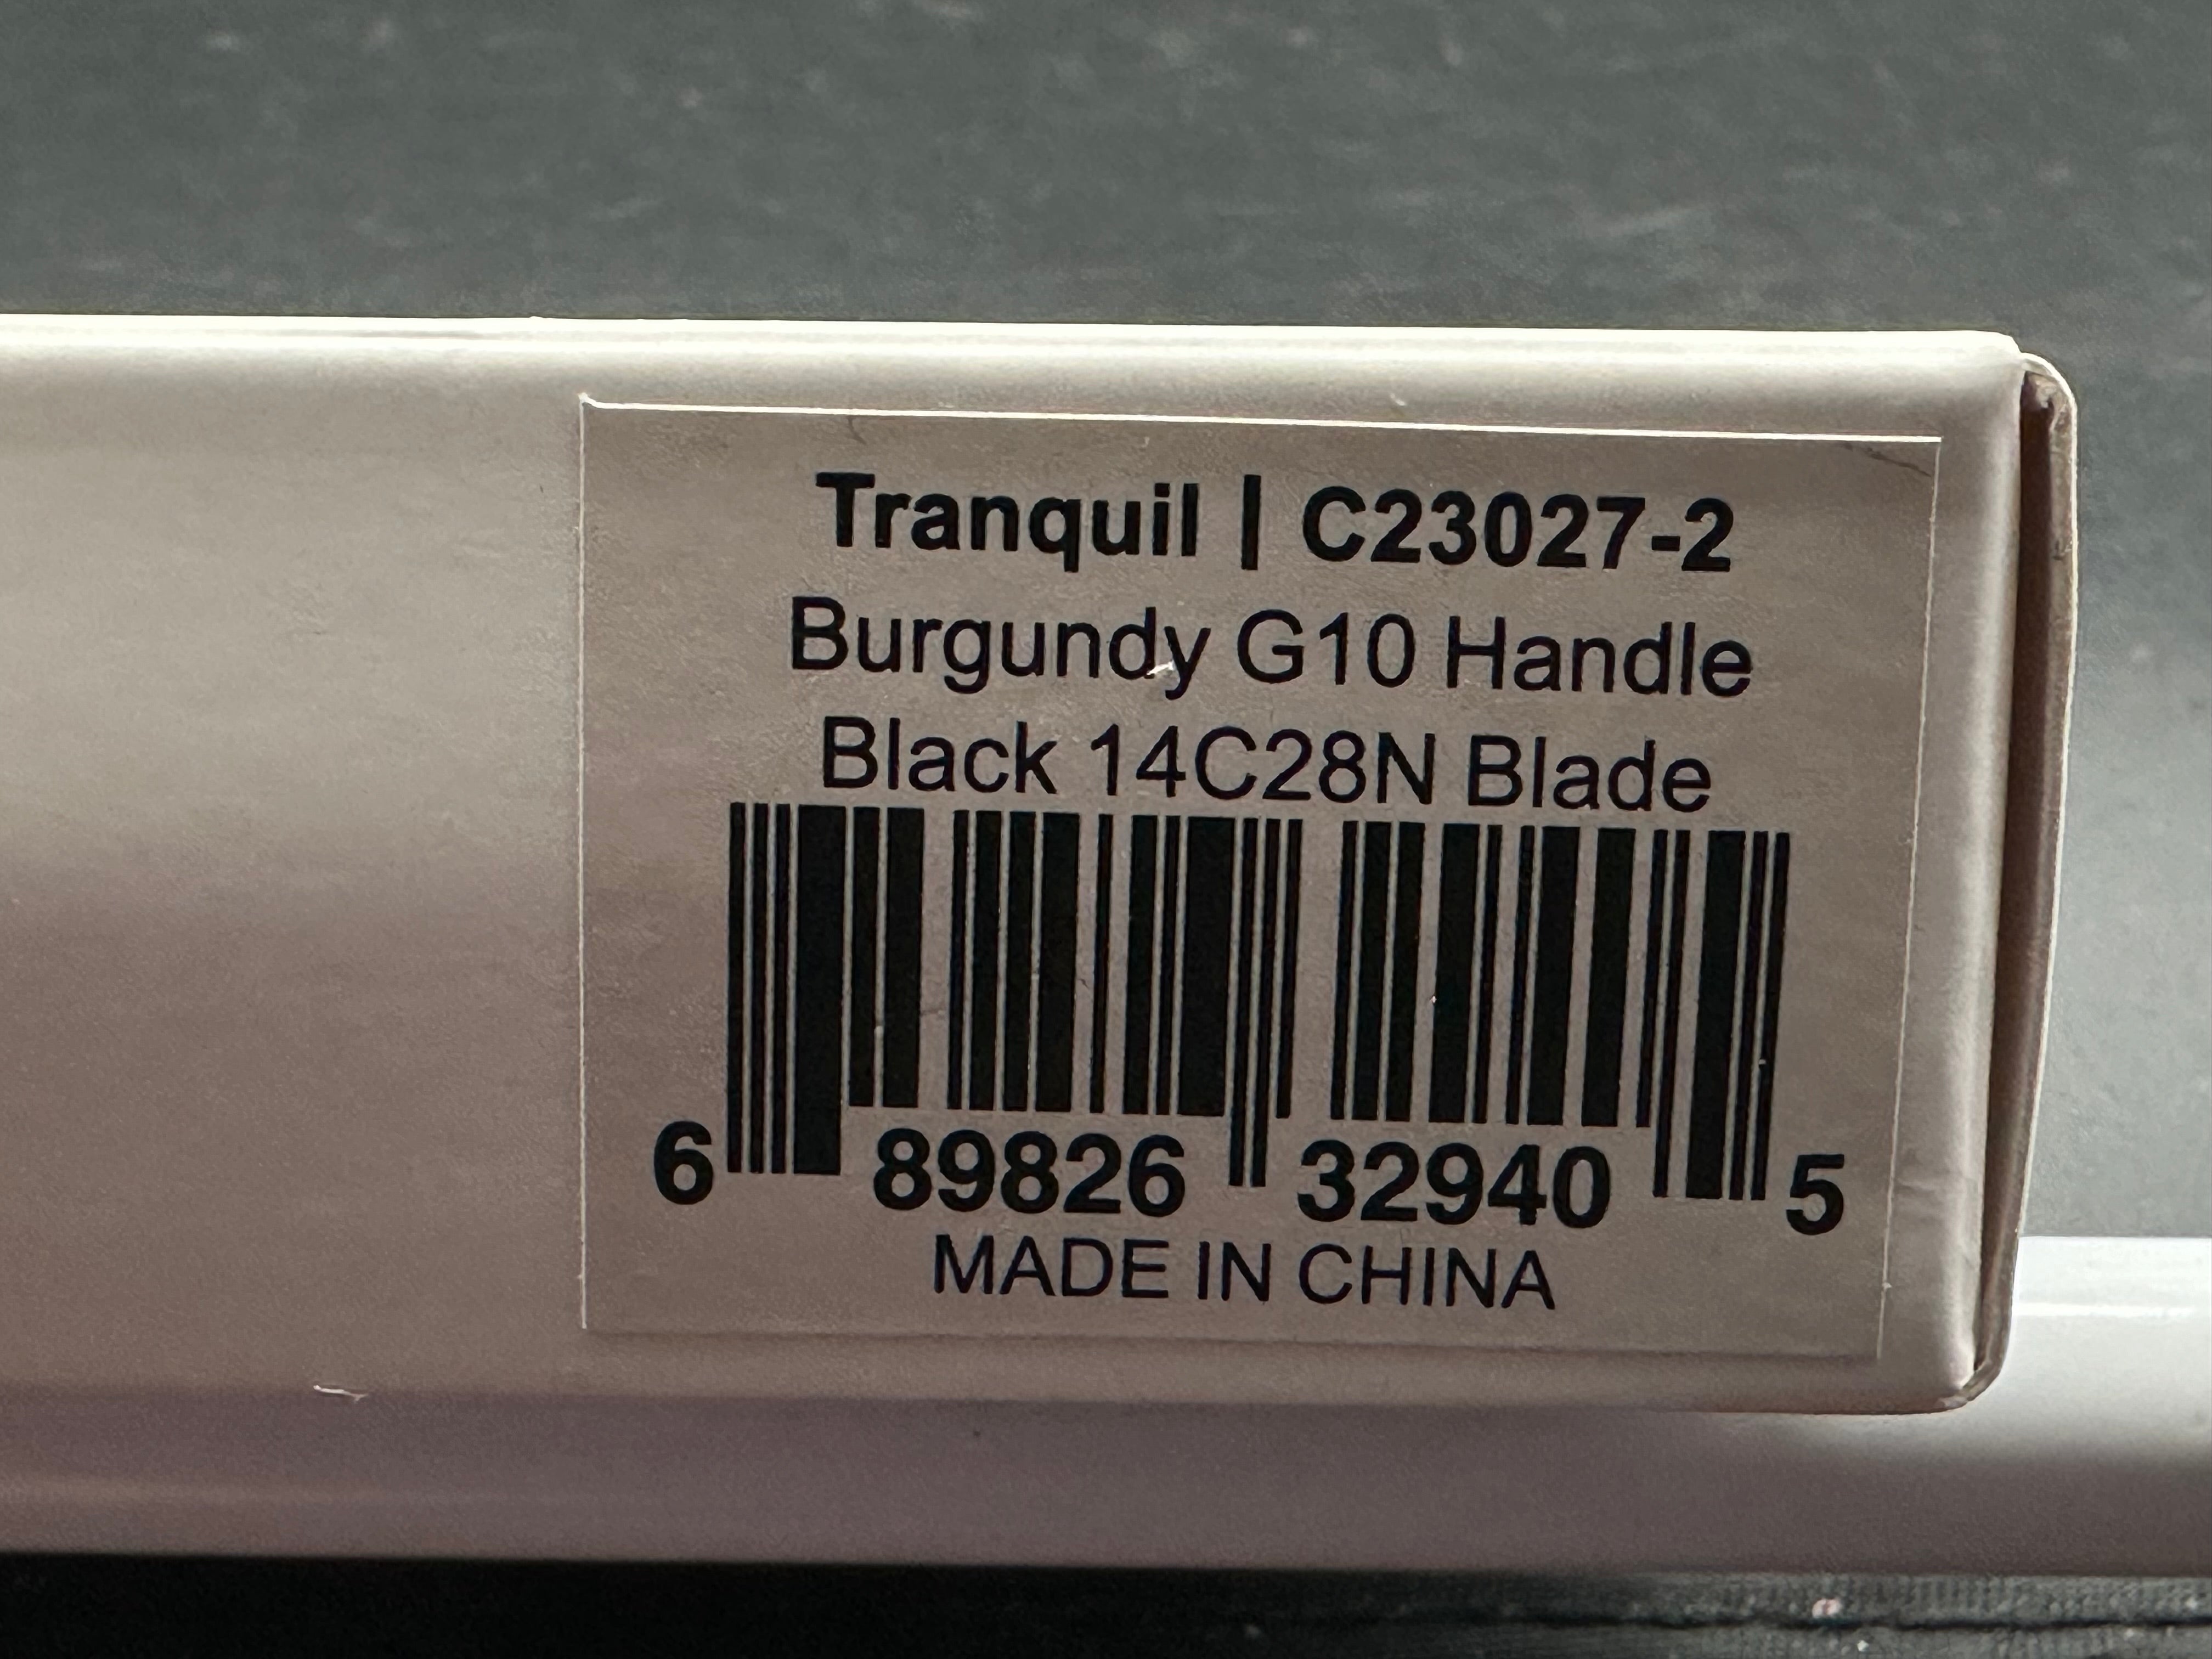 Tranquil | C23027-2
Burgundy G10 Handle
Black 14C28N Blade
6 89826 32940 5
MADE IN CHINA